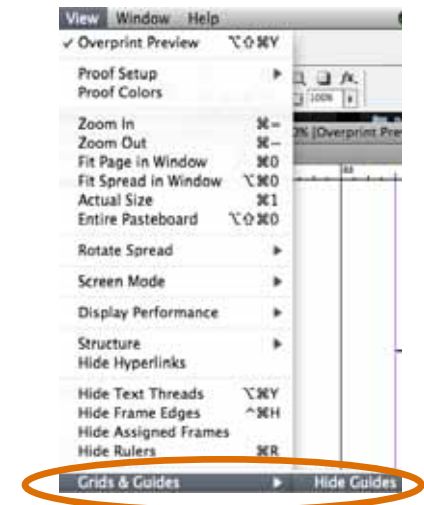 View Window Help
✓ Overprint Preview ⌥⇧⌘Y
Proof Setup ▶
Proof Colors
100%
Zoom In ⌘=
0% [Overprint Pre
Zoom Out ⌘–
Fit Page in Window ⌘0
Fit Spread in Window ⌥⌘0
Actual Size ⌘1
Entire Pasteboard ⌥⇧⌘0
Rotate Spread ▶
Screen Mode ▶
Display Performance ▶
Structure ▶
Hide Hyperlinks
Hide Text Threads ⌥⌘Y
Hide Frame Edges ^⌘H
Hide Assigned Frames
Hide Rulers ⌘R
Grids & Guides ▶ Hide Guides